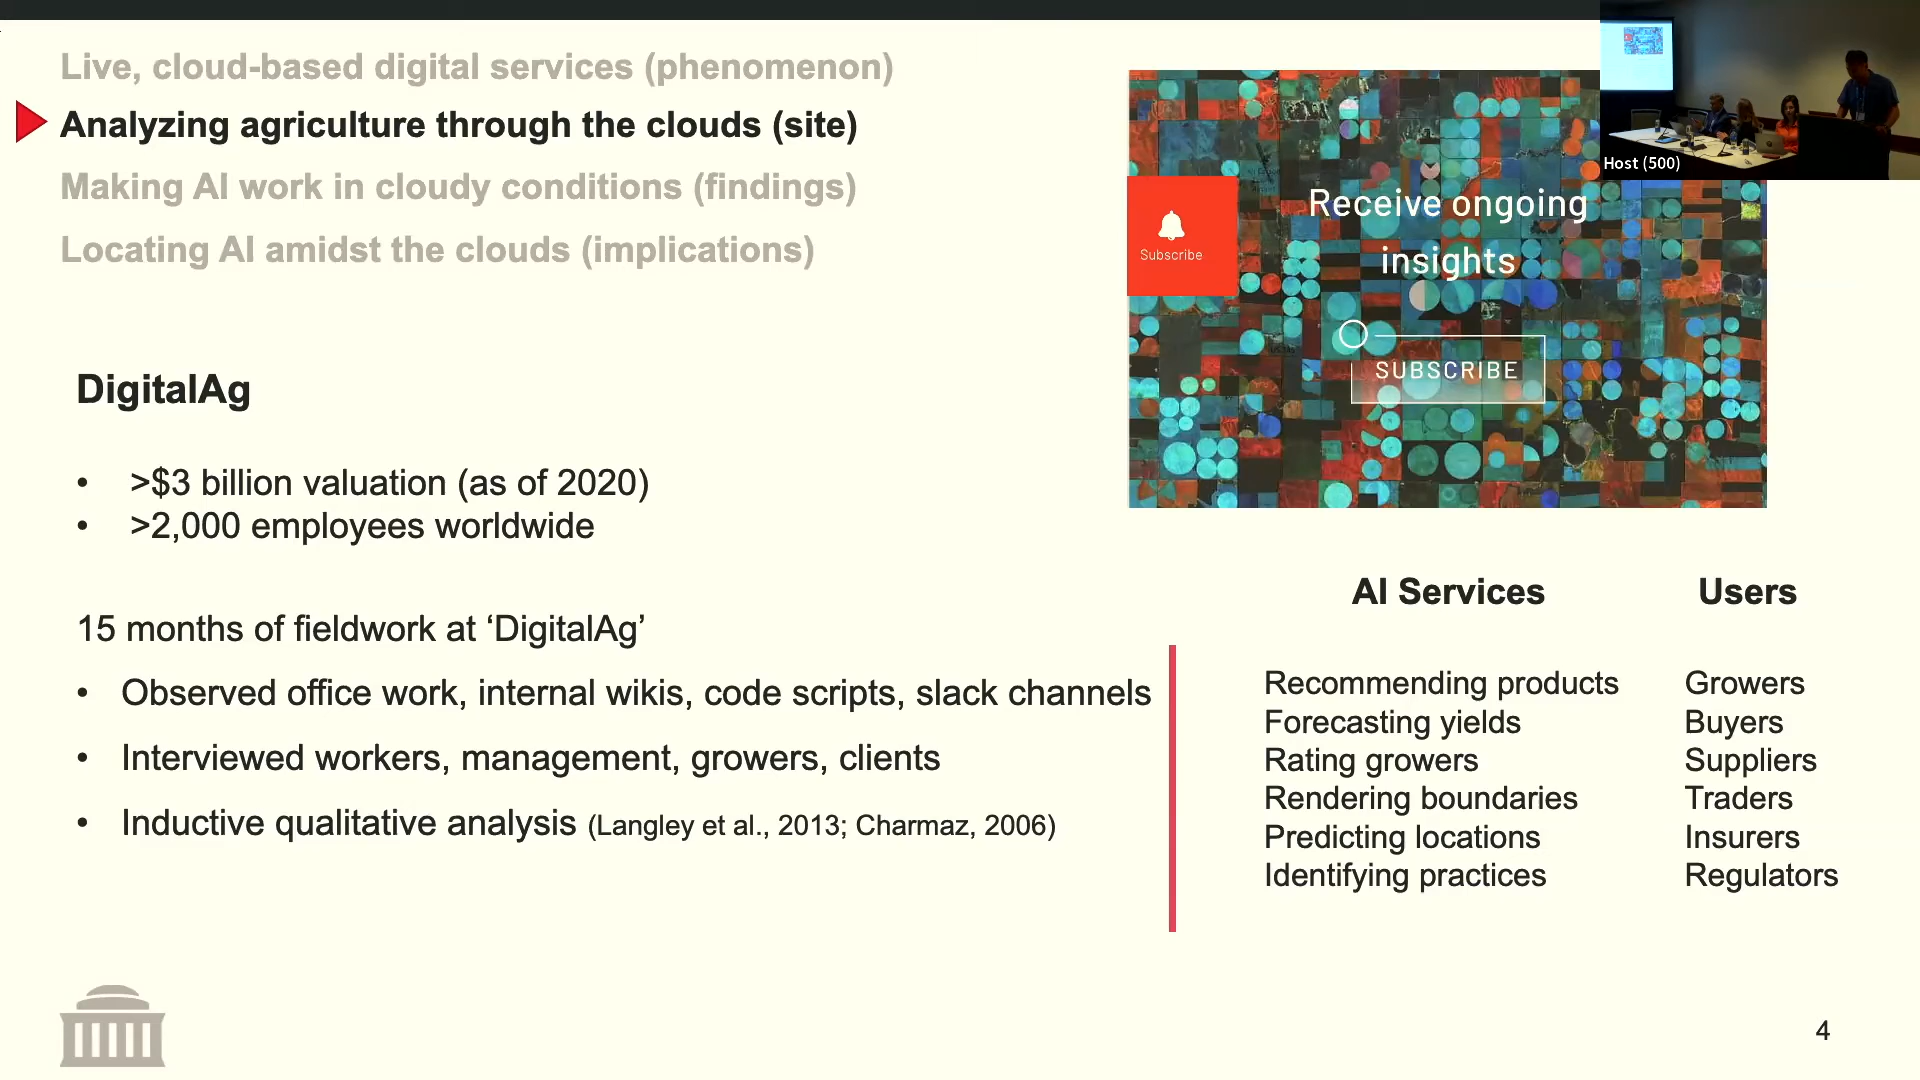 Live, cloud-based digital services (phenomenon)
Analyzing agriculture through the clouds (site)
Making AI work in cloudy conditions (findings)
Locating AI amidst the clouds (implications)
Host (500)
Receive ongoing
insights
Subscribe
SUBSCRIBE
DigitalAg
• >$3 billion valuation (as of 2020)
• >2,000 employees worldwide
15 months of fieldwork at ‘DigitalAg’
• Observed office work, internal wikis, code scripts, slack channels
• Interviewed workers, management, growers, clients
• Inductive qualitative analysis (Langley et al., 2013; Charmaz, 2006)
AI Services Users
Recommending products Growers
Forecasting yields Buyers
Rating growers Suppliers
Rendering boundaries Traders
Predicting locations Insurers
Identifying practices Regulators
4